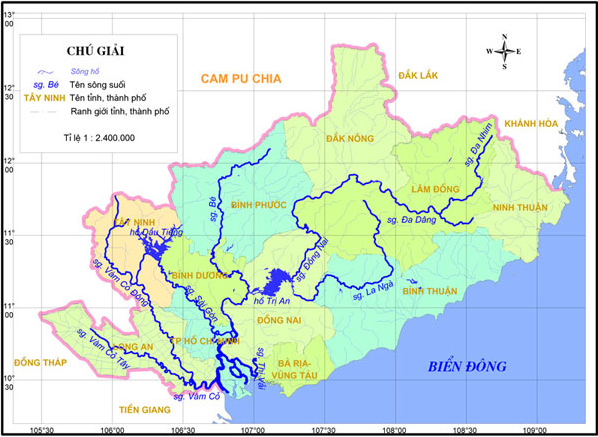 13°
00
12°
30
12°
00
11°
30
11°
00
10°
30
105°30
106°00
106°30
107°00
107°30
108°00
108°30
109°00
CHÚ GIẢI
Sông hồ
sg. Bé Tên sông suối
TÂY NINH Tên tỉnh, thành phố
Ranh giới tỉnh, thành phố
Tỉ lệ 1 : 2.400.000
N
W E
S
CAM PU CHIA
ĐẮK LẮK
KHÁNH HÒA
ĐẮK NÔNG
sg. Đa Nhim
LÂM ĐỒNG
NINH THUẬN
sg. Bé
BÌNH PHƯỚC
sg. Đa Dâng
TÂY NINH
hồ Dầu Tiếng
sg. Đồng Nai
BÌNH DƯƠNG
sg. Vàm Cỏ Đông
sg. Sài Gòn
hồ Trị An
sg. La Ngà
BÌNH THUẬN
ĐỒNG NAI
TP HỒ CHÍ MINH
LONG AN
sg. Vàm Cỏ Tây
ĐỒNG THÁP
sg. Thị Vải
BÀ RỊA-
VŨNG TÀU
BIỂN ĐÔNG
sg. Vàm Cỏ
TIỀN GIANG